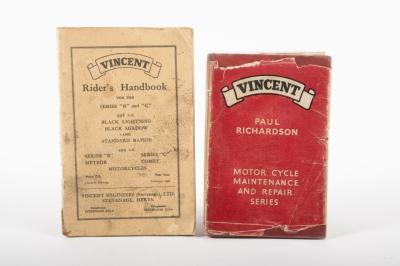 VINCENT
Rider's Handbook
FOR THE
SERIES "B" and "C"
BLACK LIGHTNING
BLACK SHADOW
AND
STANDARD RAPIDE
SERIES "B" SERIES "C"
METEOR COMET
MOTORCYCLES
VINCENT ENGINEERS (Stevenage), LTD.
STEVENAGE, HERTS.
VINCENT
PAUL
RICHARDSON
MOTOR CYCLE
MAINTENANCE
AND REPAIR
SERIES